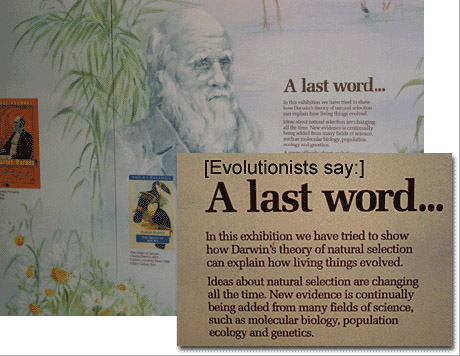 A last word...
In this exhibition we have tried to show
how Darwin's theory of natural selection
can explain how living things evolved.
Ideas about natural selection are changing
all the time. New evidence is continually
being added from many fields of science,
such as molecular biology, population
ecology and genetics.
[Evolutionists say:]
A last word...
In this exhibition we have tried to show
how Darwin's theory of natural selection
can explain how living things evolved.
Ideas about natural selection are changing
all the time. New evidence is continually
being added from many fields of science,
such as molecular biology, population
ecology and genetics.